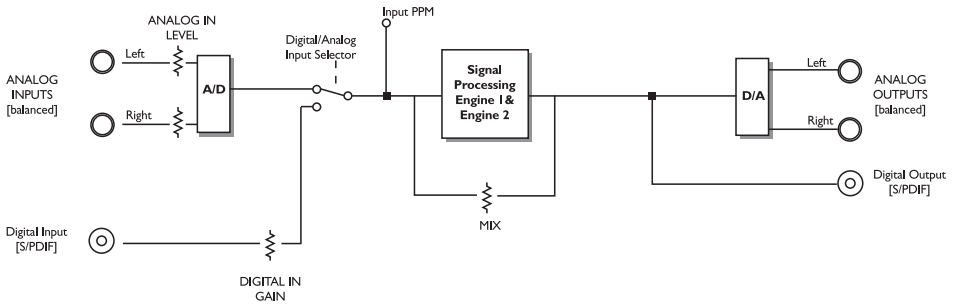 Input PPM
ANALOG IN
LEVEL
Digital/Analog
Input Selector
Left
ANALOG
INPUTS
[balanced]
A/D
Right
Signal
Processing
Engine 1&
Engine 2
Left
D/A
ANALOG
OUTPUTS
[balanced]
Right
Digital Output
[S/PDIF]
MIX
Digital Input
[S/PDIF]
DIGITAL IN
GAIN